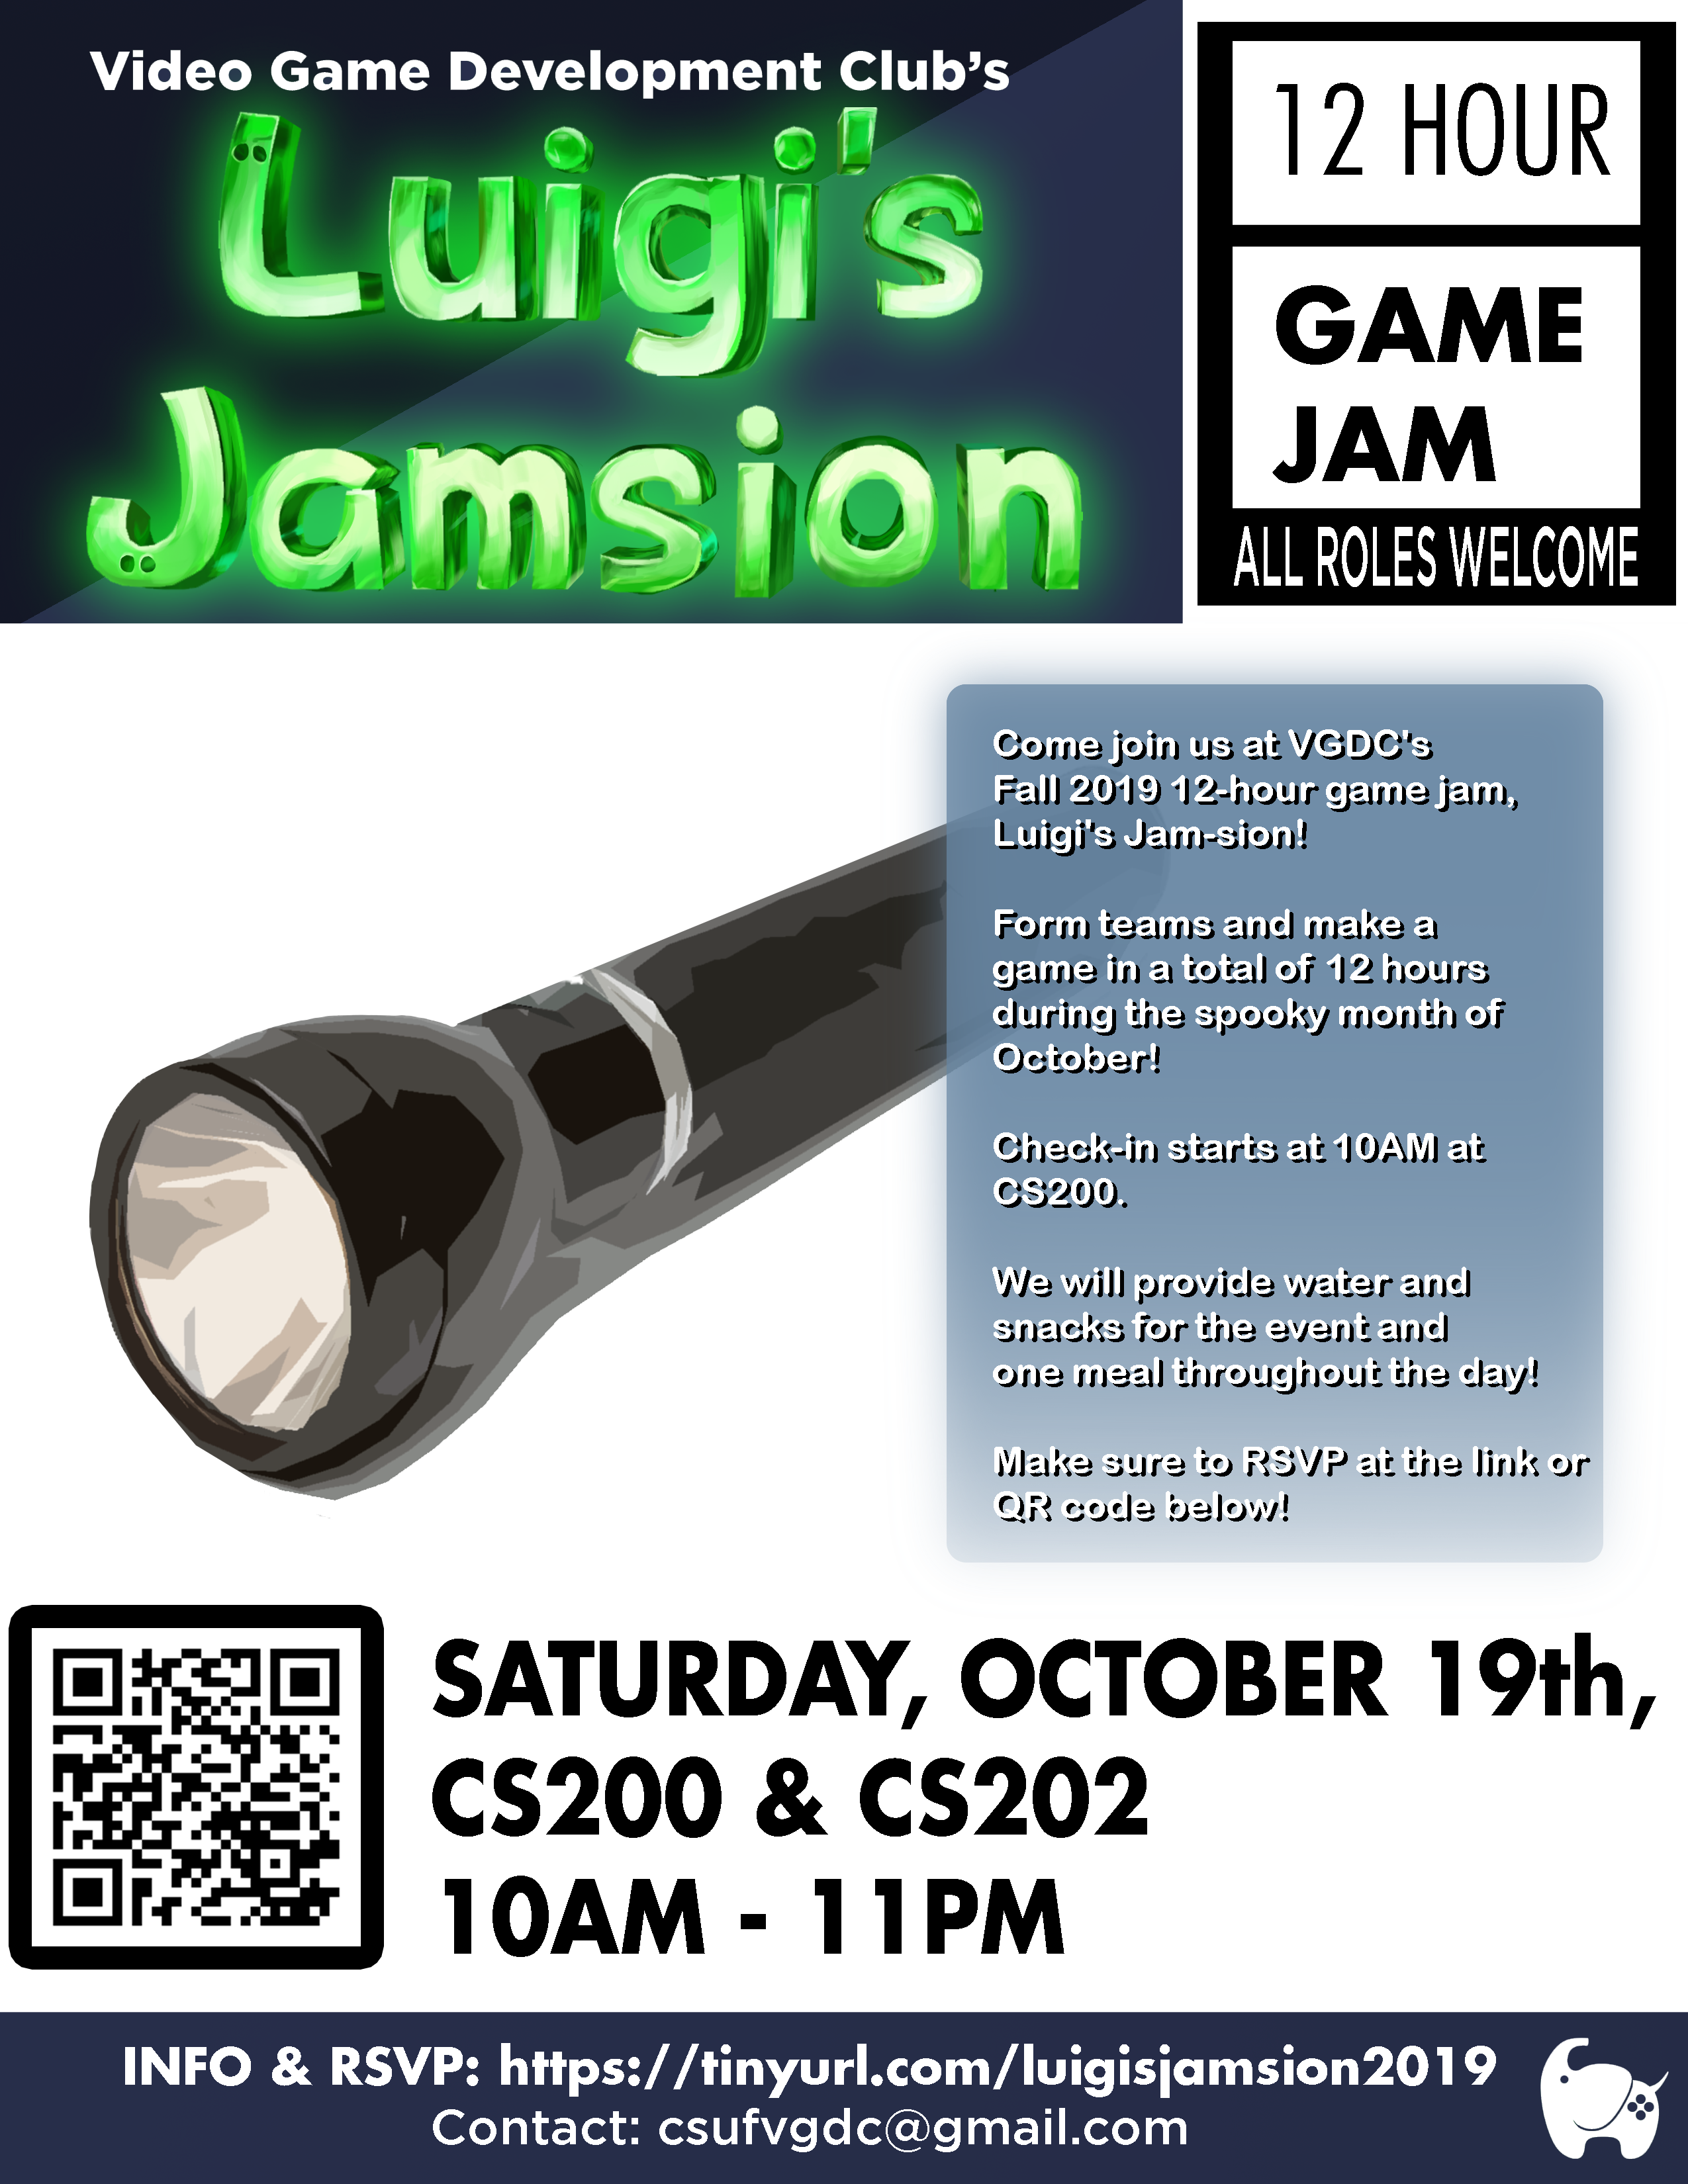 Video Game Development Club's
Luigi's
Jamsion
12 HOUR
GAME
JAM
ALL ROLES WELCOME
Come join us at VGDC's
Fall 2019 12-hour game jam,
Luigi's Jam-sion!
Form teams and make a
game in a total of 12 hours
during the spooky month of
October!
Check-in starts at 10AM at
CS200.
We will provide water and
snacks for the event and
one meal throughout the day!
Make sure to RSVP at the link or
QR code below!
SATURDAY, OCTOBER 19th,
CS200 & CS202
10AM - 11PM
INFO & RSVP: https://tinyurl.com/luigisjamsion2019
Contact: csufvgdc@gmail.com